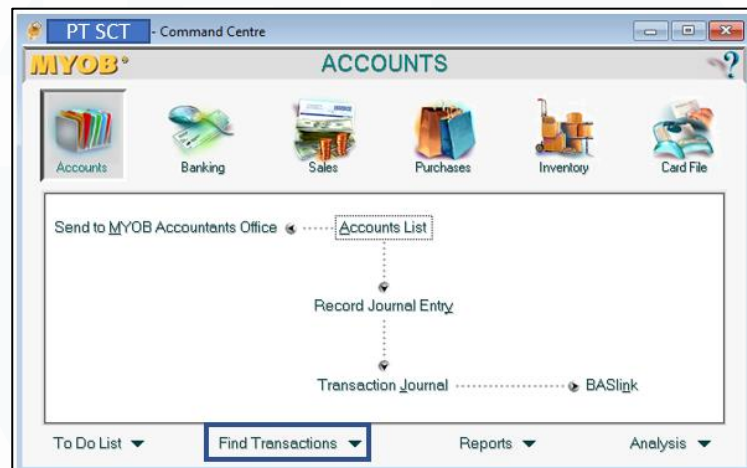 PT SCT - Command Centre
MYOB ACCOUNTS ?
Accounts Banking Sales Purchases Inventory Card File
Send to MYOB Accountants Office Accounts List
Record Journal Entry
Transaction Journal BASlink
To Do List Find Transactions Reports Analysis